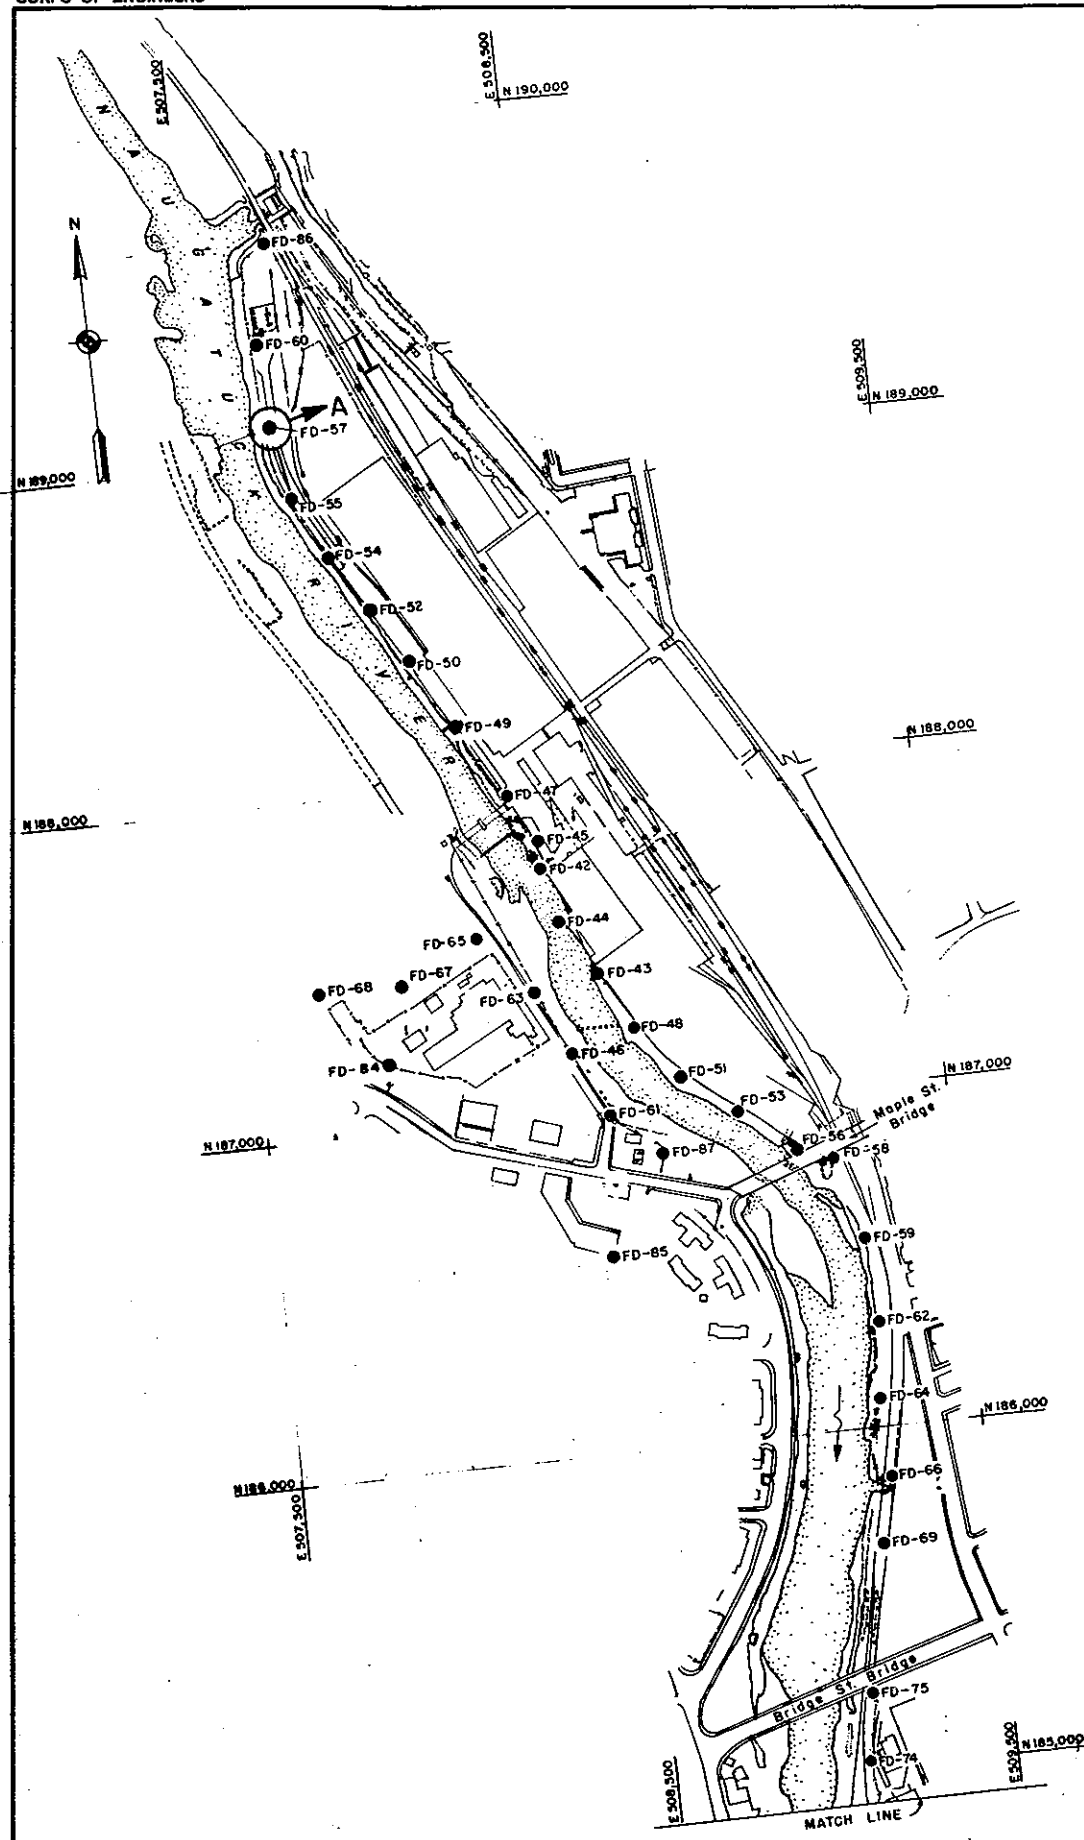 CORPS OF ENGINEERS
E 507,500
E 508,500
N 190,000
NAUGATUCK RIVER
N
FD-86
FD-60
E 509,500
N 189,000
A
FD-57
N 189,000
FD-55
FD-54
FD-52
FD-50
FD-49
N 188,000
FD-47
N 188,000
FD-45
FD-42
FD-44
FD-65
FD-43
FD-67
FD-68
FD-63
FD-48
FD-46
FD-84
FD-51
N 187,000
FD-53
FD-61
Maple St.
Bridge
N 187,000
FD-56
FD-87
FD-58
FD-59
FD-85
FD-62
FD-64
N 186,000
FD-66
N 186,000
E 507,500
FD-69
Bridge St. Bridge
FD-75
E 509,500
N 185,000
FD-74
E 508,500
MATCH LINE